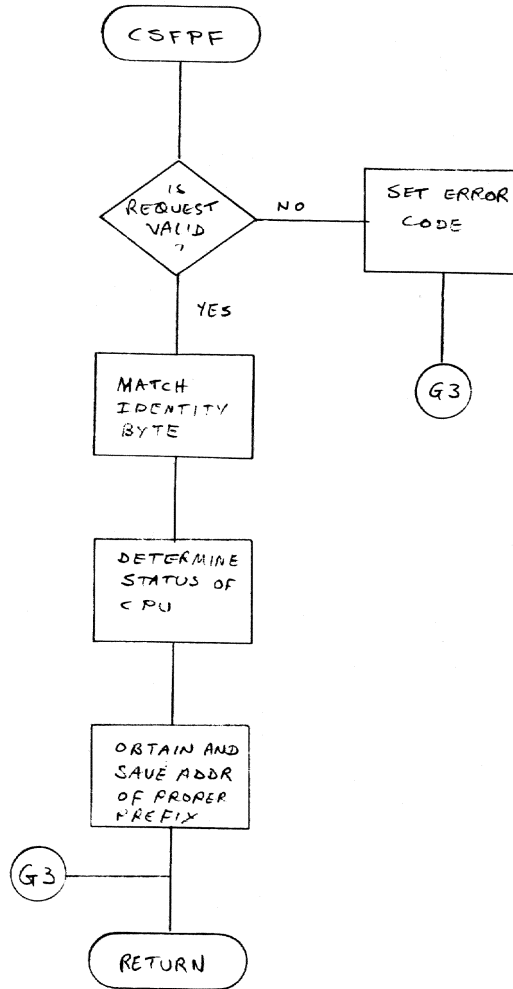 CSFPF
IS
REQUEST
VALID
?
NO
SET ERROR
CODE
YES
G3
MATCH
IDENTITY
BYTE
DETERMINE
STATUS OF
CPU
OBTAIN AND
SAVE ADDR
OF PROPER
PREFIX
G3
RETURN